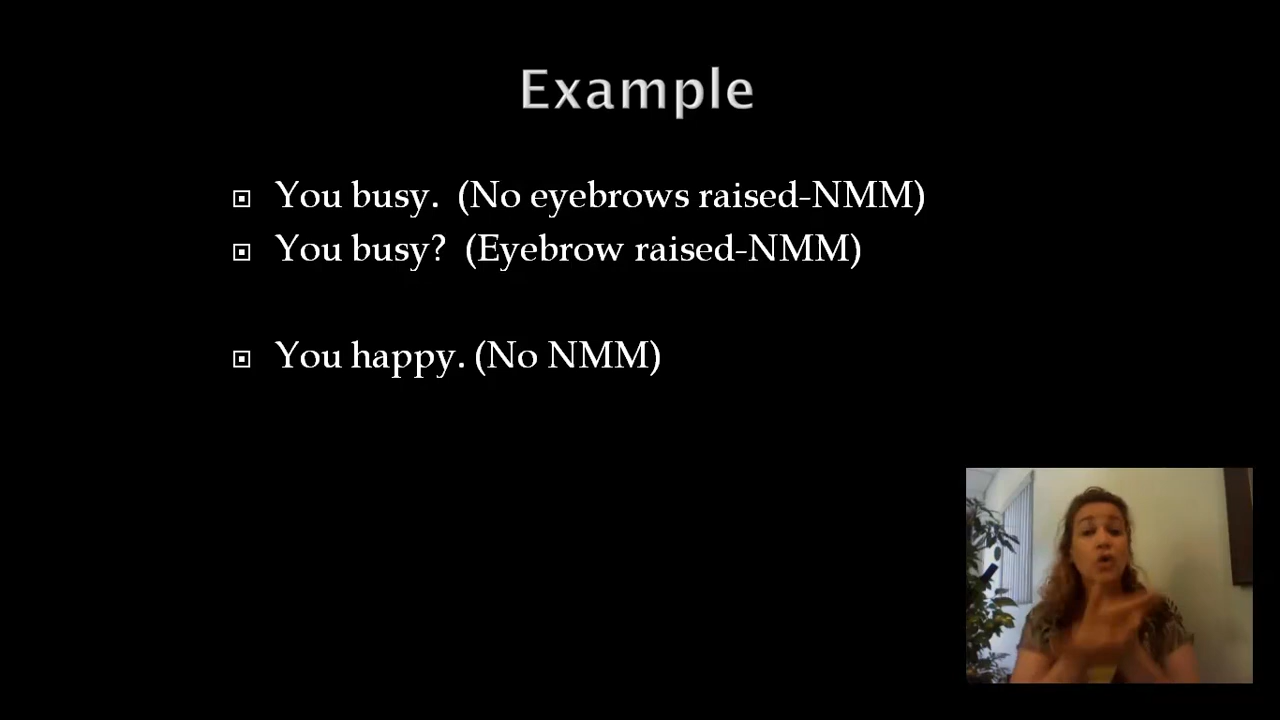 Example
You busy. (No eyebrows raised-NMM)
You busy? (Eyebrow raised-NMM)
You happy. (No NMM)